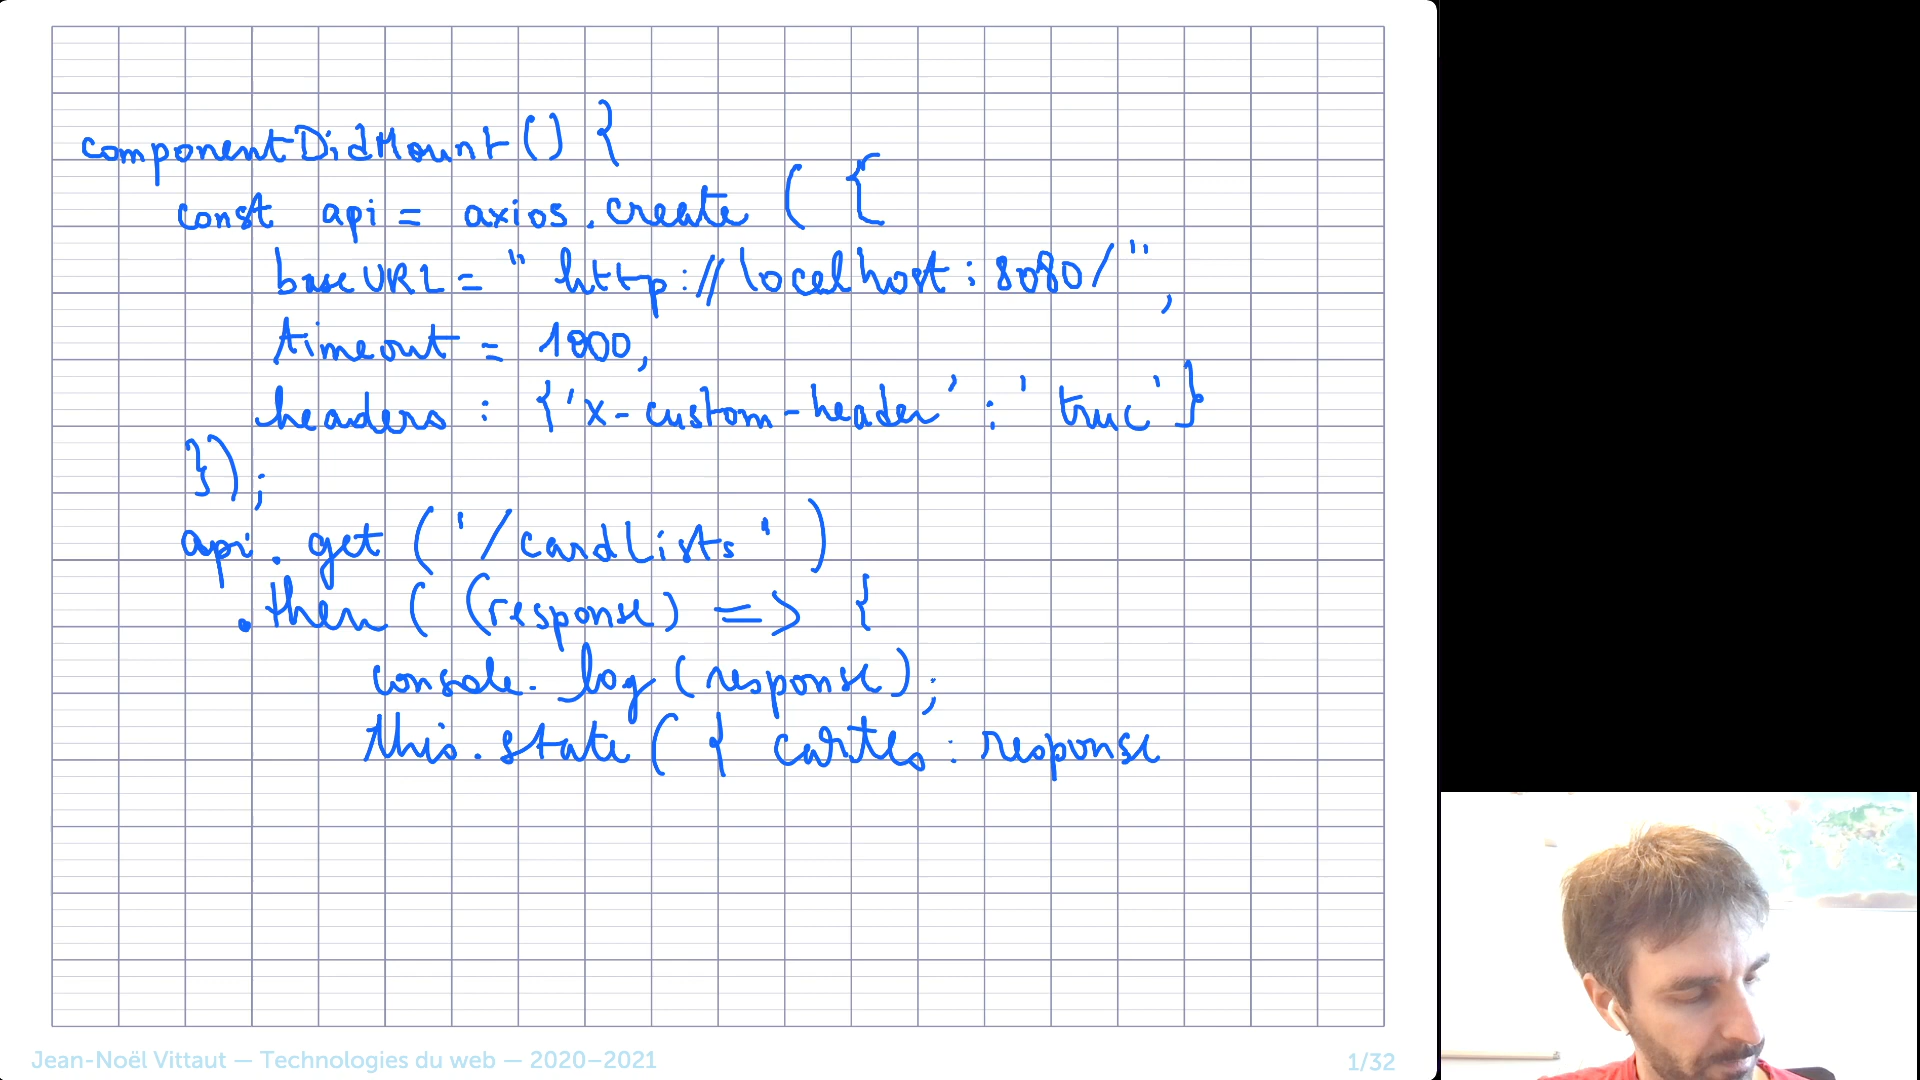 componentDidMount() {
const api = axios.create ( {
baseURL = "http://localhost:8080/",
timeout = 1000,
headers : {'x-custom-header' : 'truc'}
});
api.get ('/cardLists')
.then ( (response) => {
console.log (response);
this.state ( { cartes : response
Jean-Noël Vittaut — Technologies du web — 2020–2021
1/32